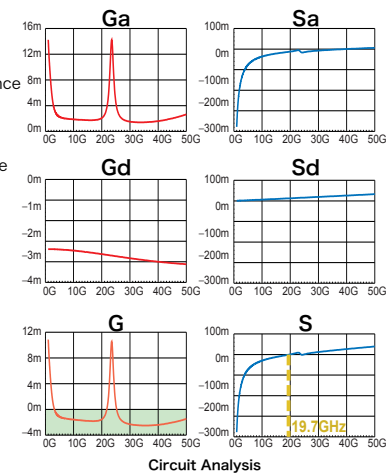 Ga
Sa
16m
12m
8m
4m
0m
0G 10G 20G 30G 40G 50G
100m
0m
−100m
−200m
−300m
0G 10G 20G 30G 40G 50G
nce
e
Gd
Sd
0m
−1m
−2m
−3m
−4m
0G 10G 20G 30G 40G 50G
100m
0m
−100m
−200m
−300m
0G 10G 20G 30G 40G 50G
G
S
12m
8m
4m
0m
−4m
0G 10G 20G 30G 40G 50G
100m
0m
−100m
−200m
−300m
19.7GHz
0G 10G 20G 30G 40G 50G
Circuit Analysis